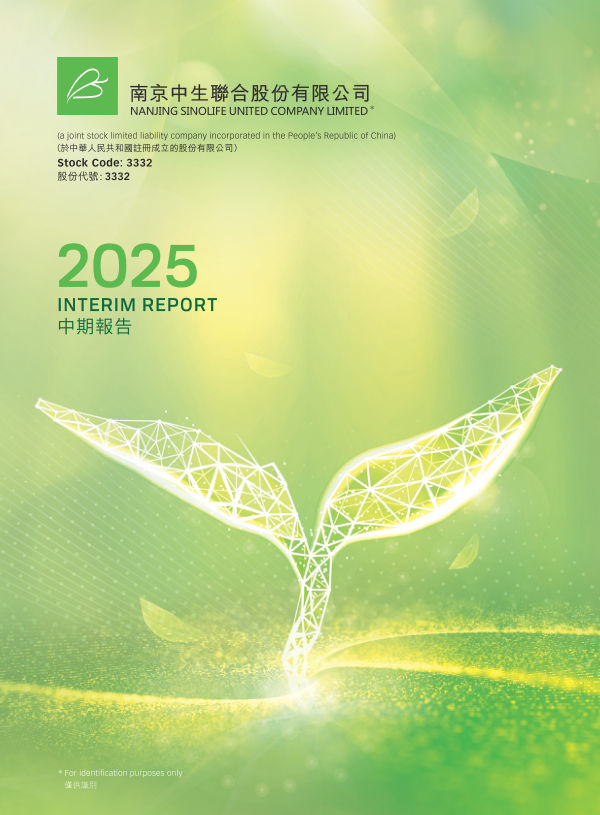 南京中生聯合股份有限公司
NANJING SINOLIFE UNITED COMPANY LIMITED *
(a joint stock limited liability company incorporated in the People's Republic of China)
(於中華人民共和國註冊成立的股份有限公司)
Stock Code: 3332
股份代號: 3332
2025
INTERIM REPORT
中期報告
* For identification purposes only
僅供識別